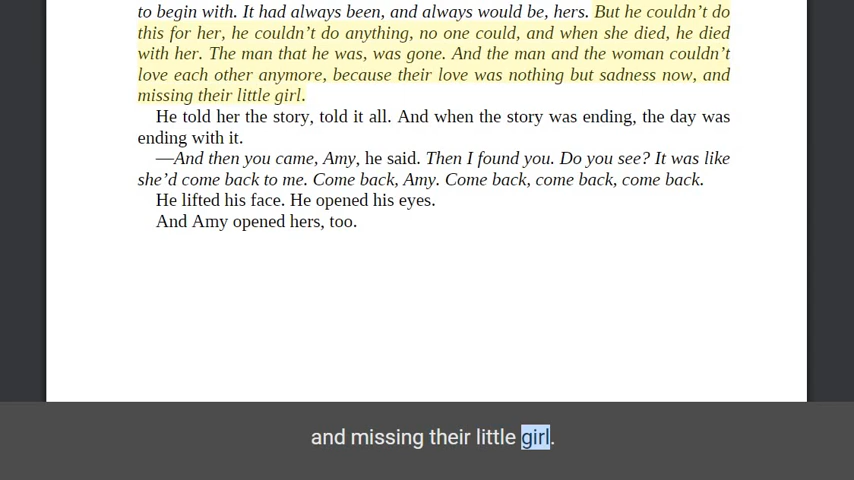 to begin with. It had always been, and always would be, hers. But he couldn’t do
this for her, he couldn’t do anything, no one could, and when she died, he died
with her. The man that he was, was gone. And the man and the woman couldn’t
love each other anymore, because their love was nothing but sadness now, and
missing their little girl.
He told her the story, told it all. And when the story was ending, the day was
ending with it.
—And then you came, Amy, he said. Then I found you. Do you see? It was like
she’d come back to me. Come back, Amy. Come back, come back, come back.
He lifted his face. He opened his eyes.
And Amy opened hers, too.
and missing their little girl.